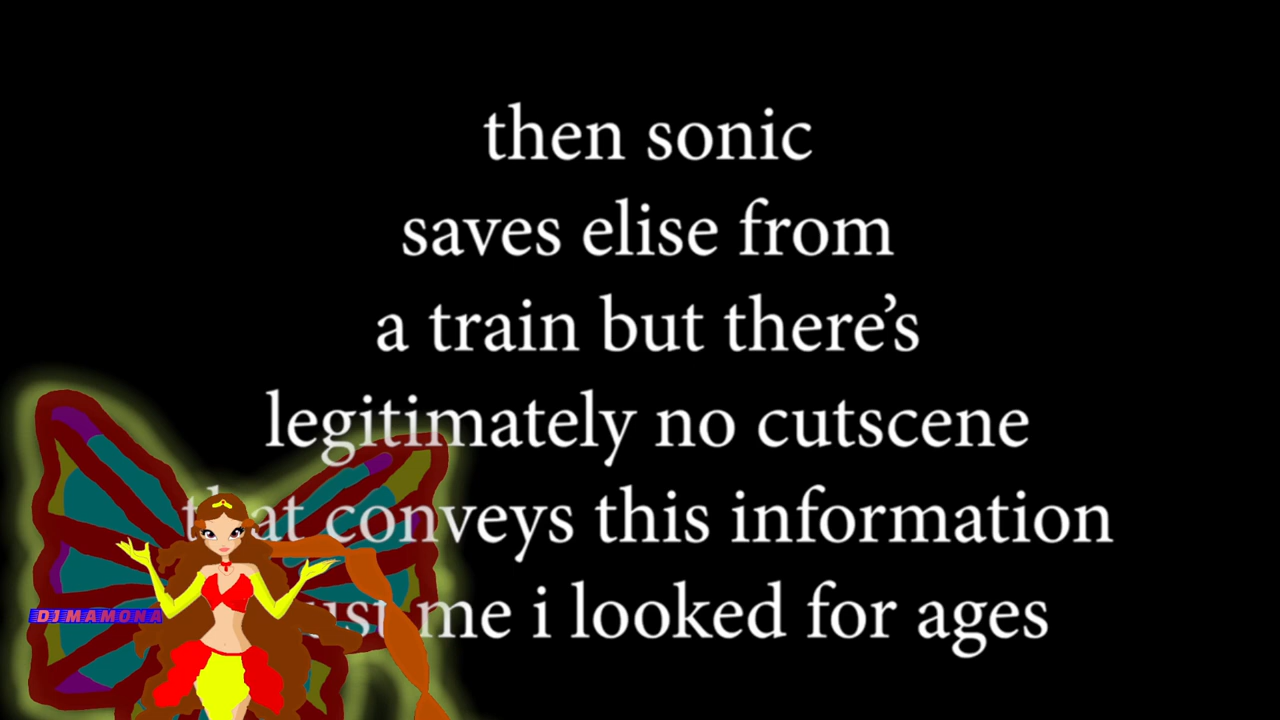 then sonic
saves elise from
a train but there's
legitimately no cutscene
that conveys this information
me i looked for ages
DJ MAMONA